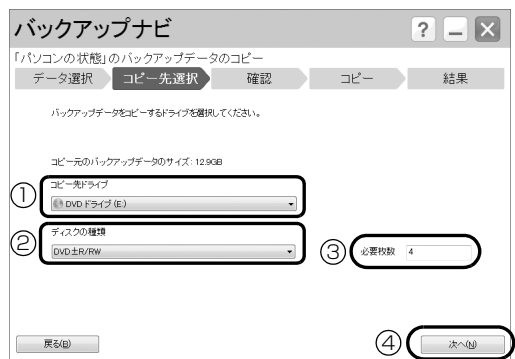 バックアップナビ
?
「パソコンの状態」のバックアップデータのコピー
データ選択 コピー先選択 確認 コピー 結果
バックアップデータをコピーするドライブを選択してください。
コピー元のバックアップデータのサイズ: 12.9GB
① コピー先ドライブ
DVD ドライブ (E:)
② ディスクの種類
DVD±R/RW
③ 必要枚数 4
戻る(B)
④ 次へ(N)